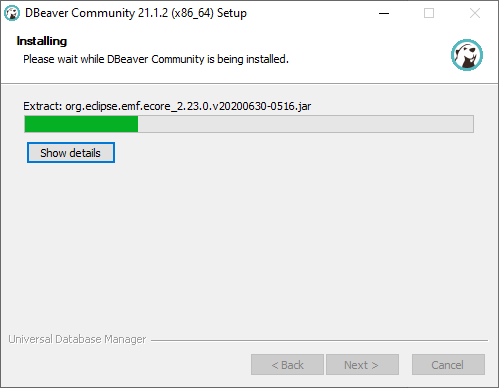 DBeaver Community 21.1.2 (x86_64) Setup
Installing
Please wait while DBeaver Community is being installed.
Extract: org.eclipse.emf.ecore_2.23.0.v20200630-0516.jar
Show details
Universal Database Manager
< Back
Next >
Cancel